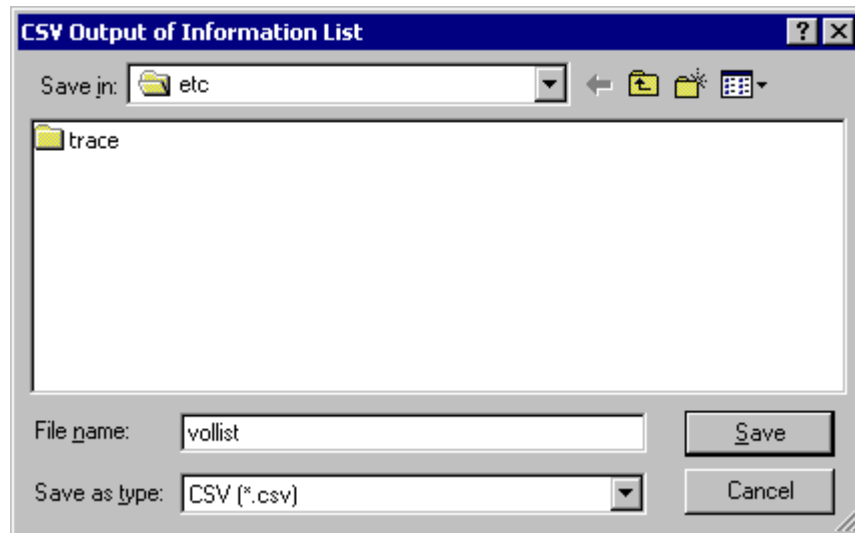 CSV Output of Information List
Save in: etc
trace
File name: vollist Save
Save as type: CSV (*.csv) Cancel